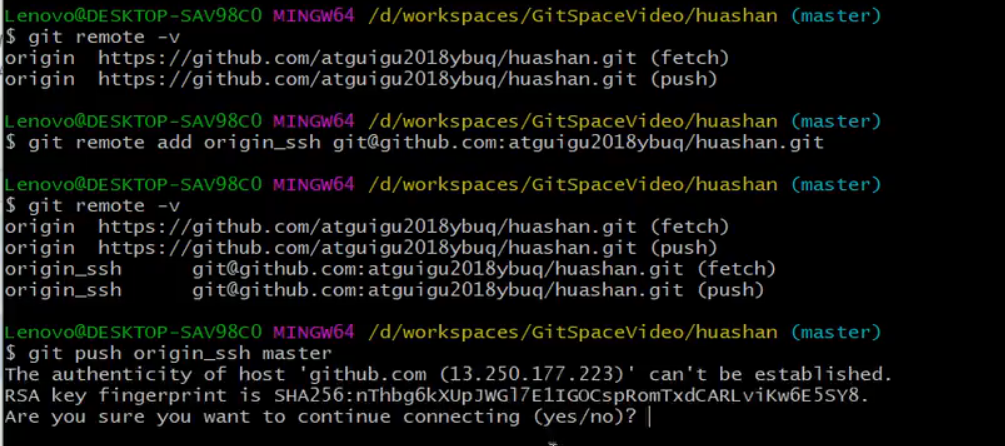 Lenovo@DESKTOP-SAV98C0 MINGW64 /d/workspaces/GitSpaceVideo/huashan (master)
$ git remote -v
origin  https://github.com/atguigu2018ybuq/huashan.git (fetch)
origin  https://github.com/atguigu2018ybuq/huashan.git (push)
Lenovo@DESKTOP-SAV98C0 MINGW64 /d/workspaces/GitSpaceVideo/huashan (master)
$ git remote add origin_ssh git@github.com:atguigu2018ybuq/huashan.git
Lenovo@DESKTOP-SAV98C0 MINGW64 /d/workspaces/GitSpaceVideo/huashan (master)
$ git remote -v
origin  https://github.com/atguigu2018ybuq/huashan.git (fetch)
origin  https://github.com/atguigu2018ybuq/huashan.git (push)
origin_ssh      git@github.com:atguigu2018ybuq/huashan.git (fetch)
origin_ssh      git@github.com:atguigu2018ybuq/huashan.git (push)
Lenovo@DESKTOP-SAV98C0 MINGW64 /d/workspaces/GitSpaceVideo/huashan (master)
$ git push origin_ssh master
The authenticity of host 'github.com (13.250.177.223)' can't be established.
RSA key fingerprint is SHA256:nThbg6kXUpJWGl7E1IGOCspRomTxdCARLviKw6E5SY8.
Are you sure you want to continue connecting (yes/no)?